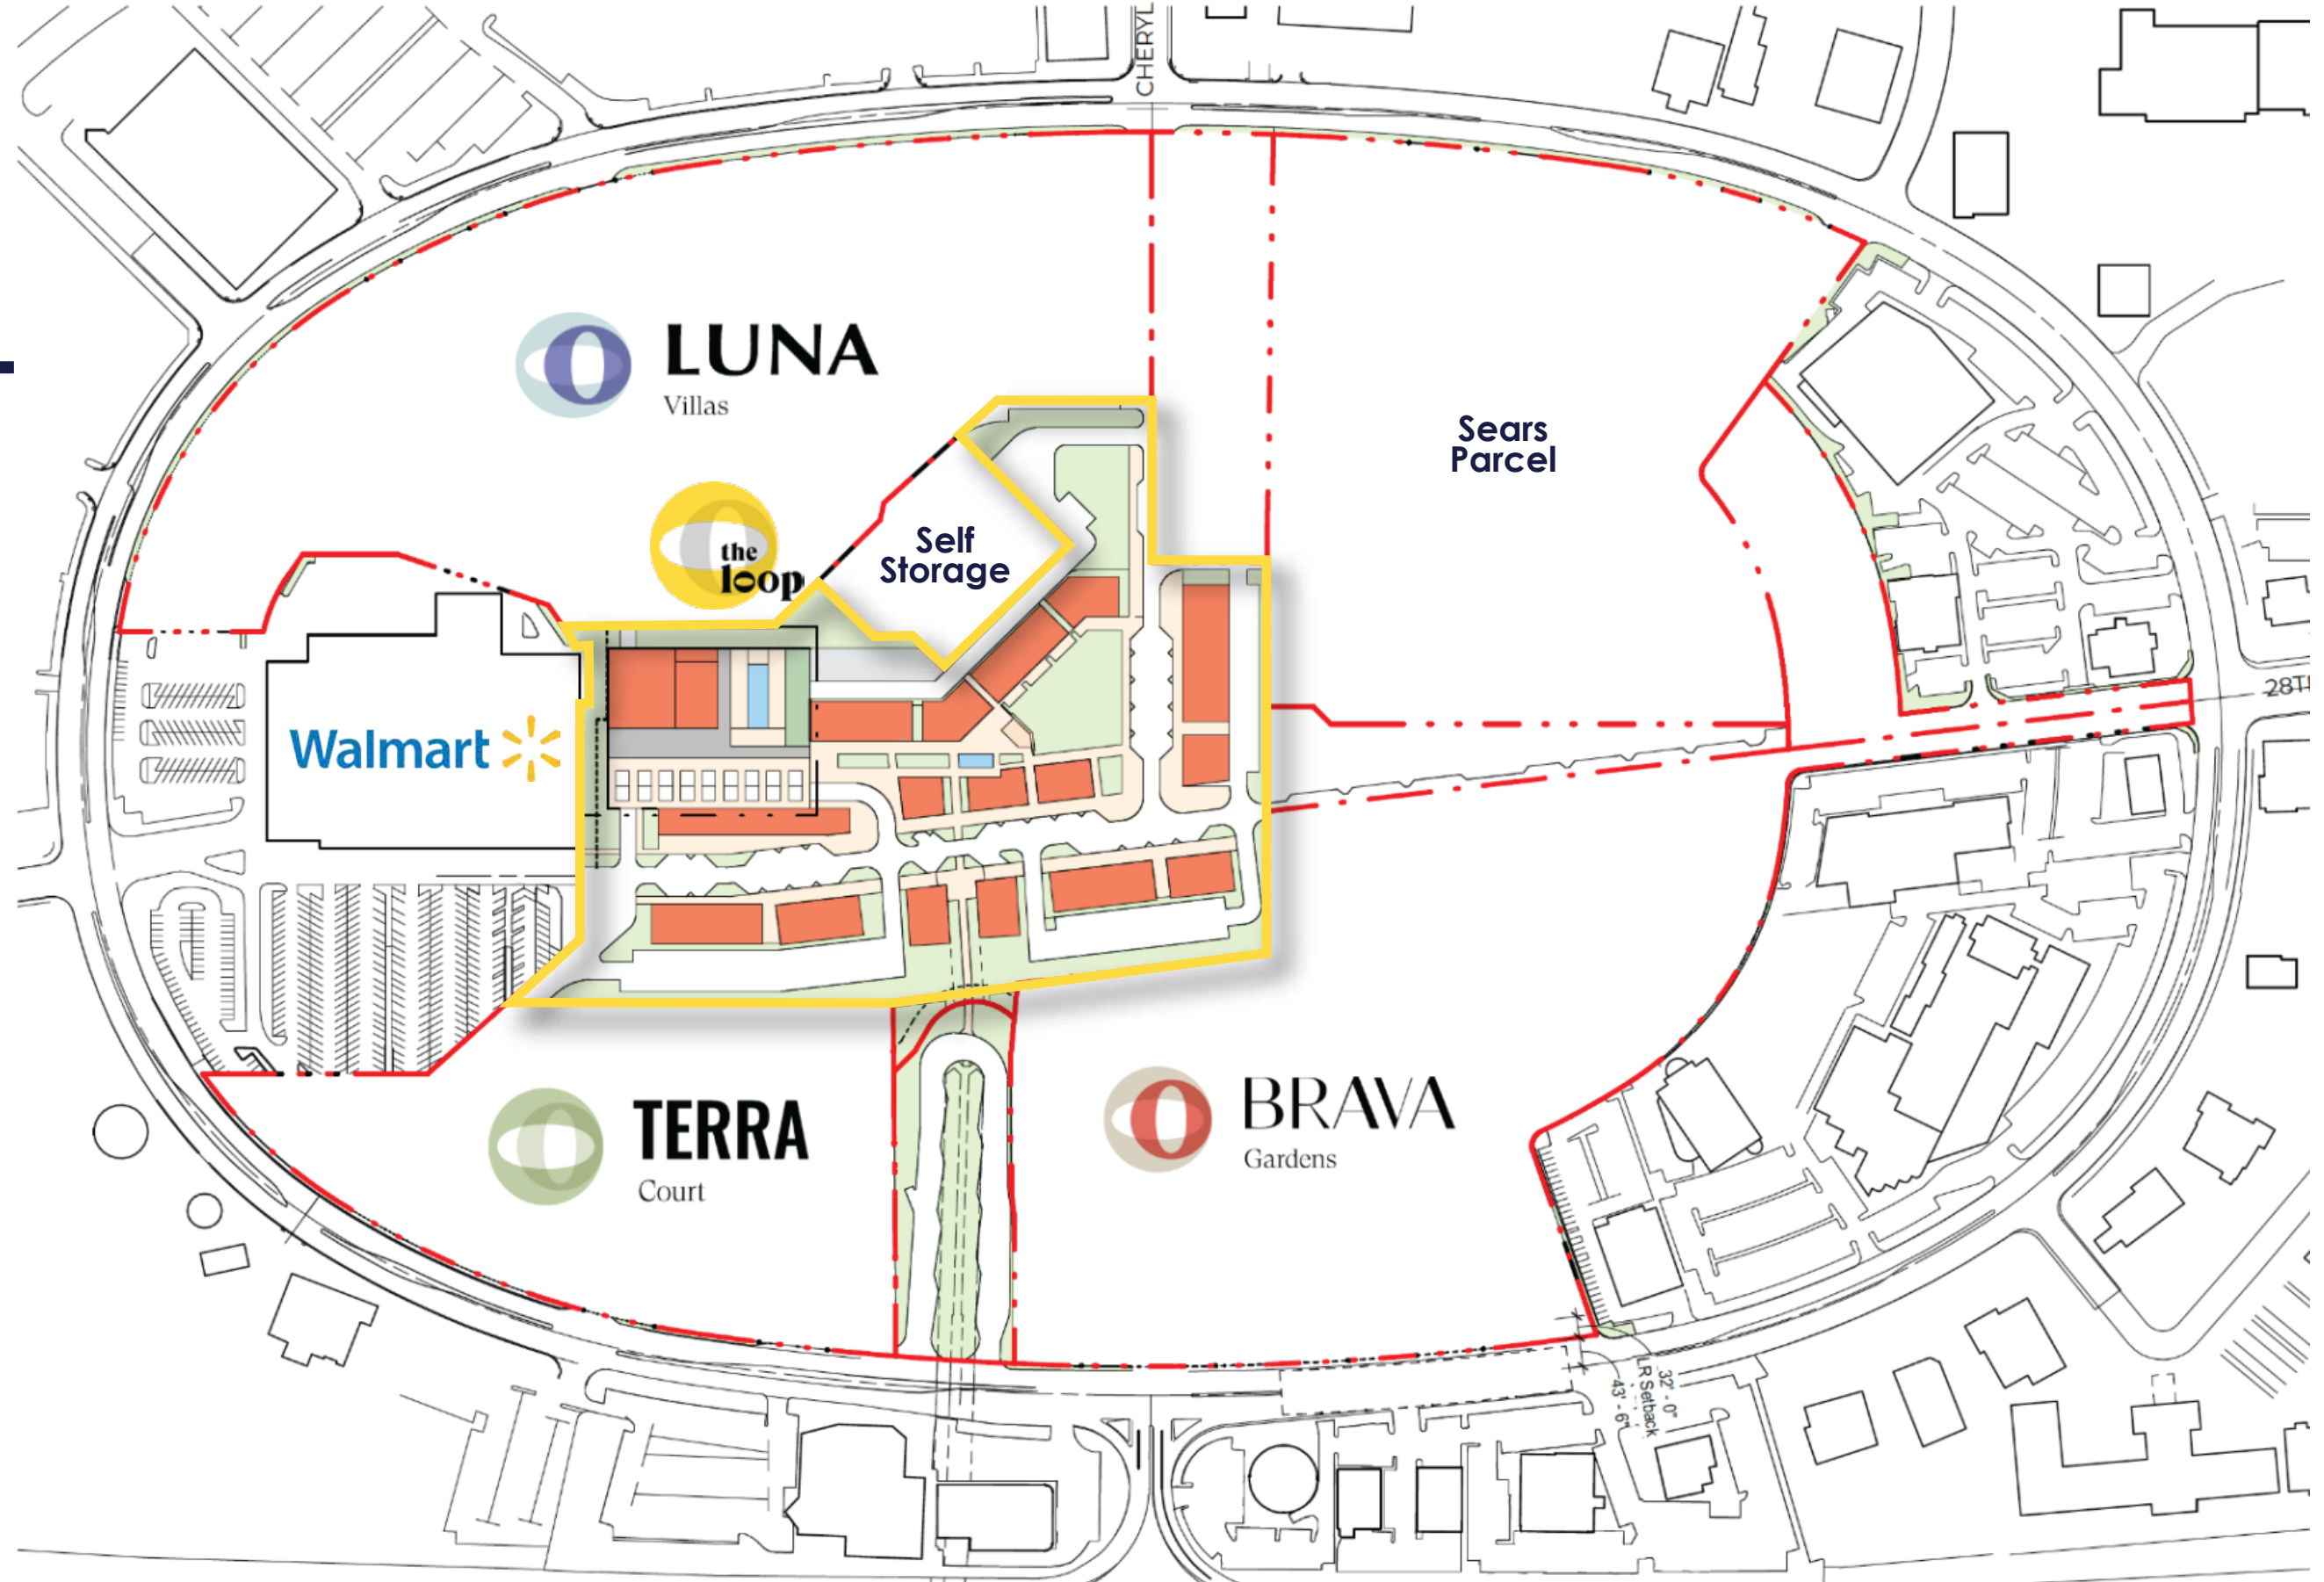 CHERYL
LUNA
Villas
Sears
Parcel
the
loop
Self
Storage
28T
Walmart
TERRA
Court
BRAVA
Gardens
32' - 0"
LR Setback
43' - 6"